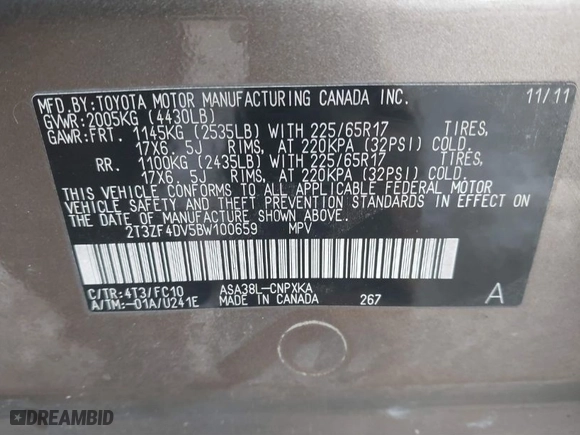 MFD.BY:TOYOTA MOTOR MANUFACTURING CANADA INC. 11/11
GVWR:2005KG (4430LB)
GAWR:FRT. 1145KG (2535LB) WITH 225/65R17 TIRES,
17X6. 5J RIMS, AT 220KPA (32PSI) COLD.
RR. 1100KG (2435LB) WITH 225/65R17 TIRES,
17X6. 5J RIMS, AT 220KPA (32PSI) COLD.
THIS VEHICLE CONFORMS TO ALL APPLICABLE FEDERAL MOTOR
VEHICLE SAFETY AND THEFT PREVENTION STANDARDS IN EFFECT ON
THE DATE OF MANUFACTURE SHOWN ABOVE.
2T3ZF4DV5BW100659 MPV
C/TR:4T3/FC10 ASA38L-CNPXKA
A/TM:-01A/U241E MADE IN CANADA 267 A
DREAMBID